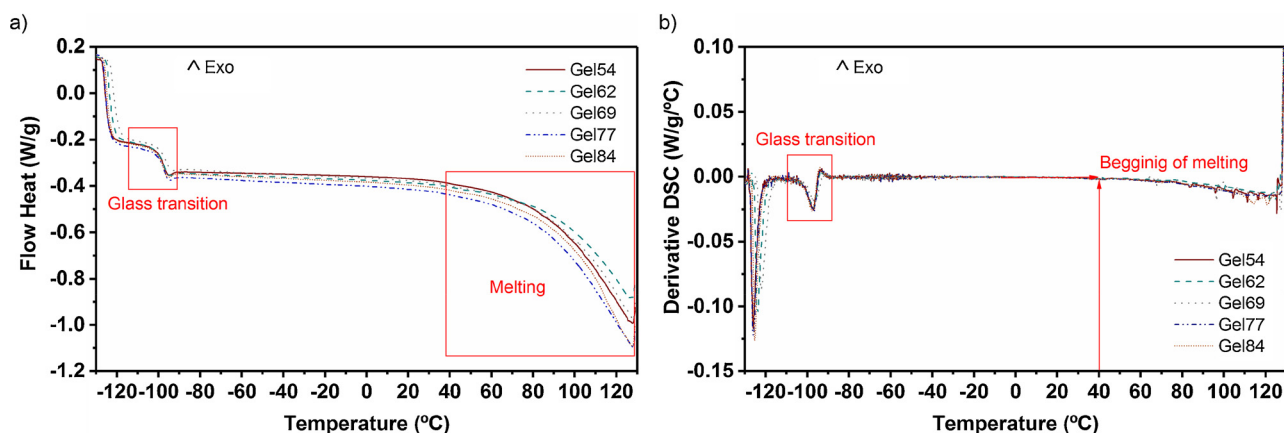 a)
^ Exo
Gel54
Gel62
Gel69
Gel77
Gel84
Glass transition
Melting
0.2
0.0
-0.2
-0.4
-0.6
-0.8
-1.0
-1.2
Flow Heat (W/g)
-120 -100 -80 -60 -40 -20 0 20 40 60 80 100 120
Temperature (ºC)
b)
^ Exo
Glass transition
Begginig of melting
Gel54
Gel62
Gel69
Gel77
Gel84
0.10
0.05
0.00
-0.05
-0.10
-0.15
Derivative DSC (W/g/ºC)
-120 -100 -80 -60 -40 -20 0 20 40 60 80 100 120
Temperature (ºC)